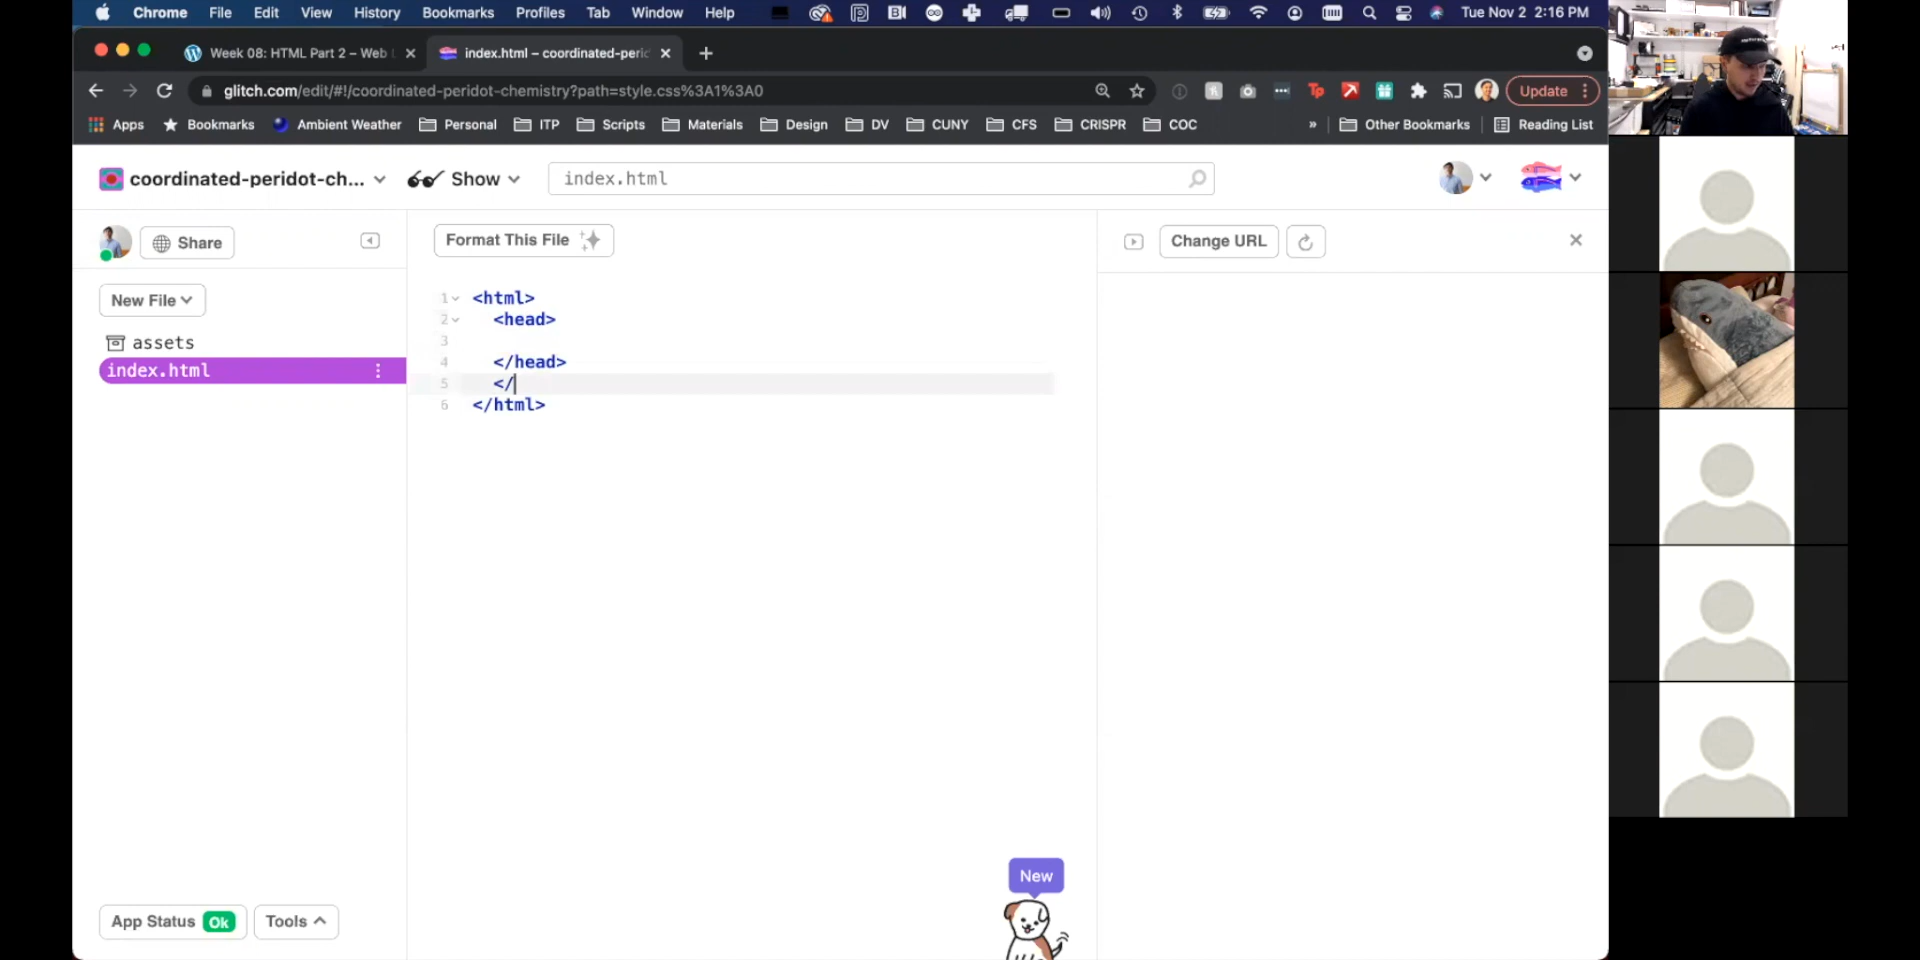 Chrome File Edit View History Bookmarks Profiles Tab Window Help Tue Nov 2 2:16 PM
Week 08: HTML Part 2 – Web index.html – coordinated-peri
glitch.com/edit/#!/coordinated-peridot-chemistry?path=style.css%3A1%3A0 Update
Apps Bookmarks Ambient Weather Personal ITP Scripts Materials Design DV CUNY CFS CRISPR COC » Other Bookmarks Reading List
coordinated-peridot-ch... Show index.html
Share Format This File Change URL
New File
assets
index.html
1 <html>
2 <head>
3
4 </head>
5 </
6 </html>
New
App Status Ok Tools